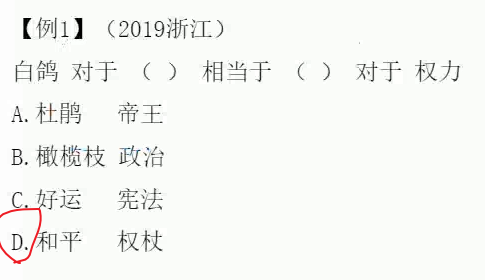 【例1】（2019浙江）
白鸽 对于 （ ） 相当于 （ ） 对于 权力
A.杜鹃 帝王
B.橄榄枝 政治
C.好运 宪法
D.和平 权杖